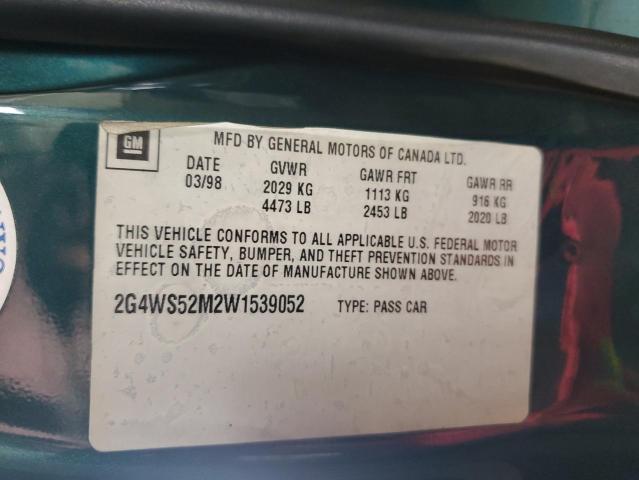 GM
MFD BY GENERAL MOTORS OF CANADA LTD.
DATE GVWR GAWR FRT GAWR RR
03/98 2029 KG 1113 KG 916 KG
4473 LB 2453 LB 2020 LB
THIS VEHICLE CONFORMS TO ALL APPLICABLE U.S. FEDERAL MOTOR
VEHICLE SAFETY, BUMPER, AND THEFT PREVENTION STANDARDS IN
EFFECT ON THE DATE OF MANUFACTURE SHOWN ABOVE.
2G4WS52M2W1539052 TYPE: PASS CAR